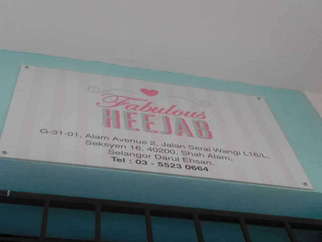 Fabulous
HEEJAB
G-31-01, Alam Avenue 2, Jalan Serai Wangi L16/L,
Seksyen 16, 40200, Shah Alam,
Selangor Darul Ehsan.
Tel : 03 - 5523 0664